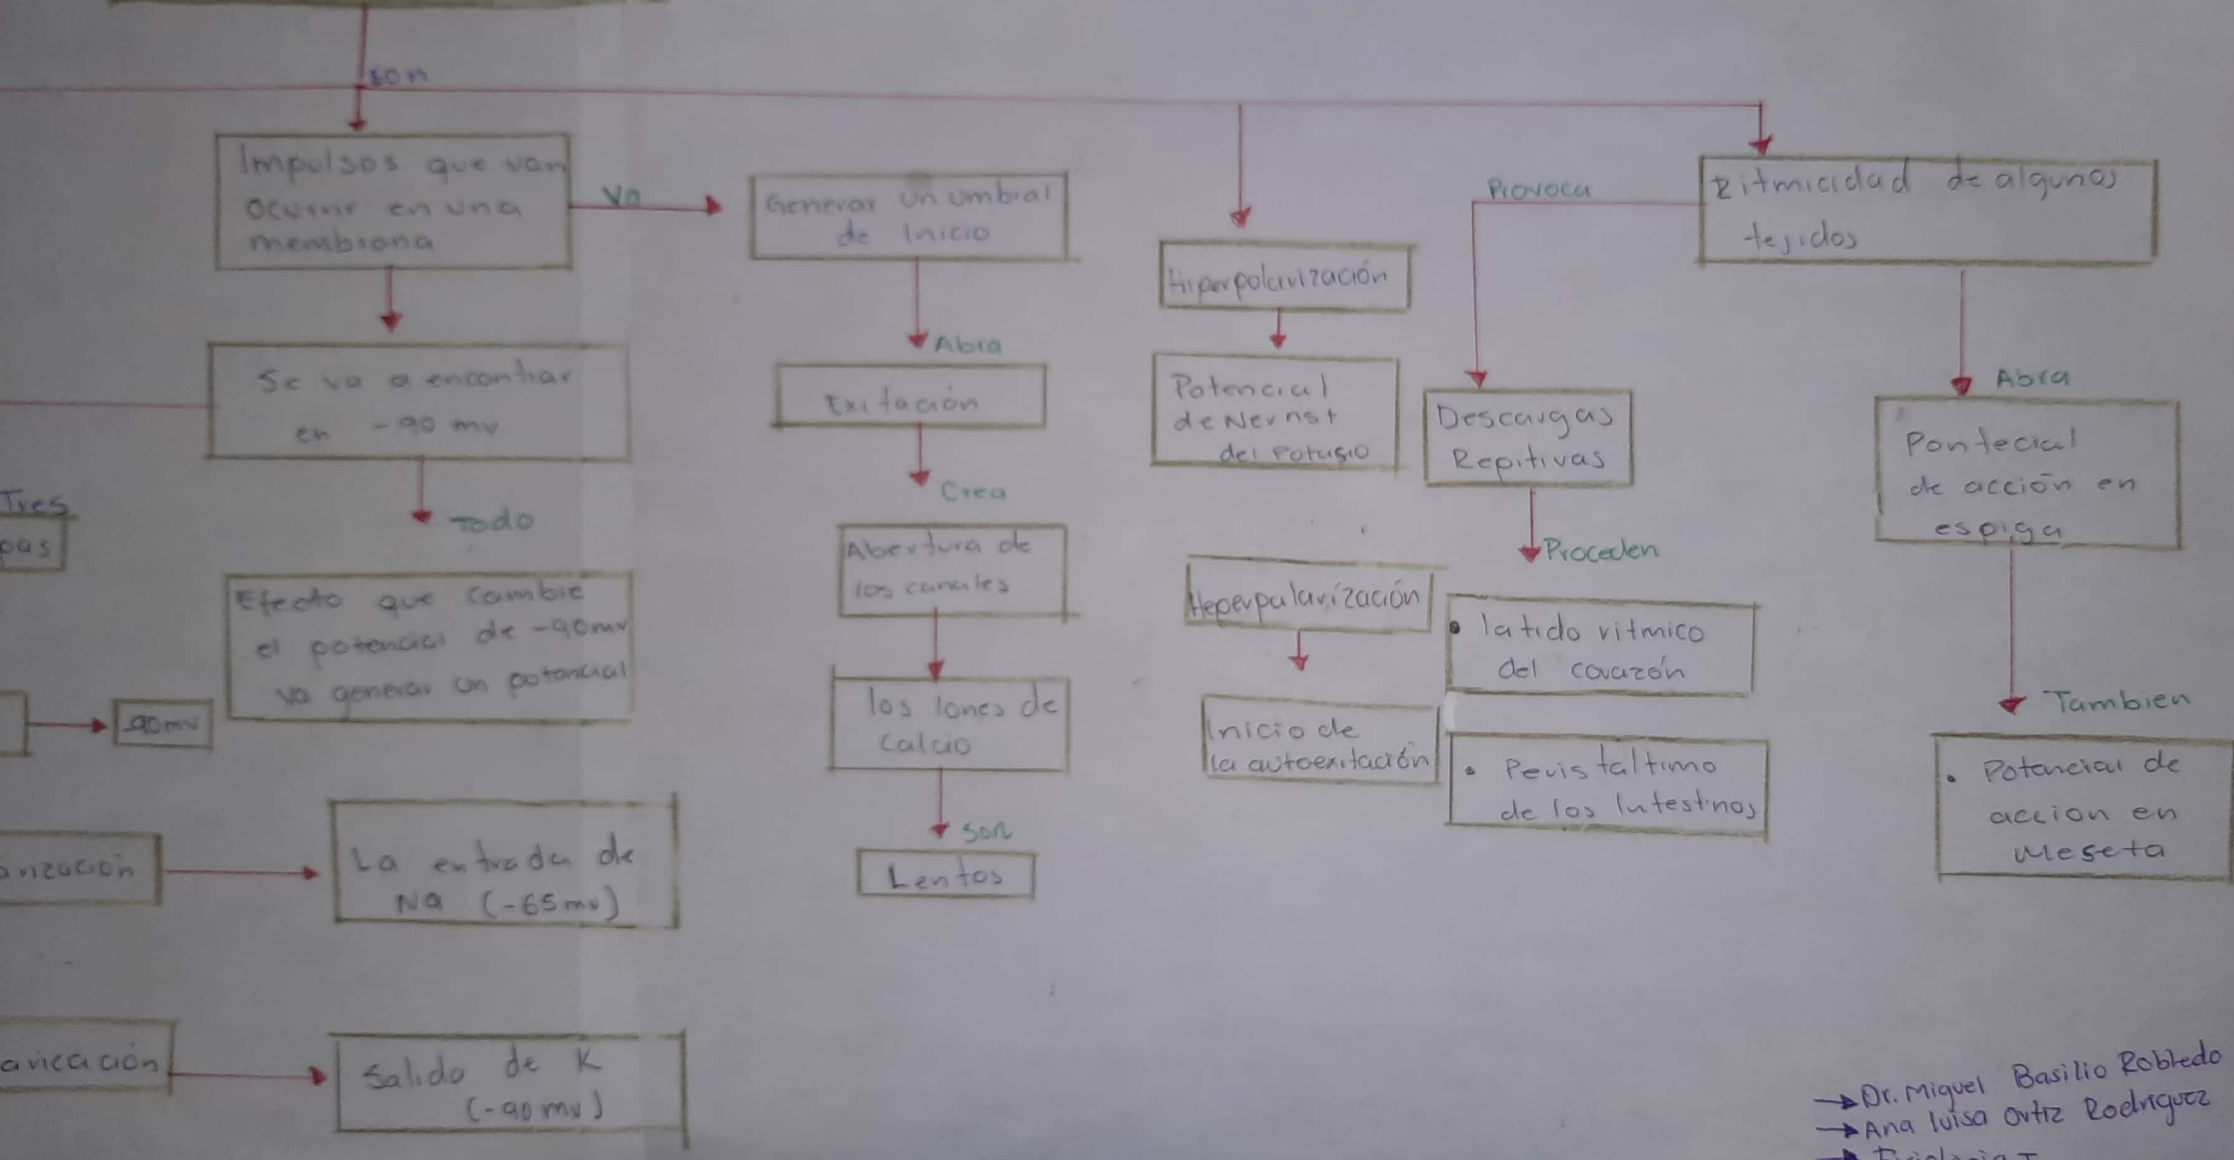 son
Impulsos que van
ocurrir en una
membrana
Va
Generar un umbral
de Inicio
Provoca
Ritmicidad de algunos
tejidos
Hiperpolarización
Abra
Se va a encontrar
en -90 mv
Exitación
Potencial
de Nernst
del Potasio
Descargas
Repitivas
Abra
Pontecial
de acción en
espiga
Crea
Tres
pas
Todo
Abertura de
los canales
Proceden
Efecto que cambie
el potencial de -90mv
va generar un potancial
Heperpularización
latido ritmico
del corazón
los Iones de
Calcio
Tambien
-90mv
Inicio de
la autoexitación
Peristaltimo
de los Intestinos
Potencial de
accion en
Meseta
son
Lentos
arización
La entrada de
Na (-65mv)
Salida de K
(-90mv)
→ Dr. Miguel Basilio Robledo
→ Ana luisa Ortiz Rodriguez